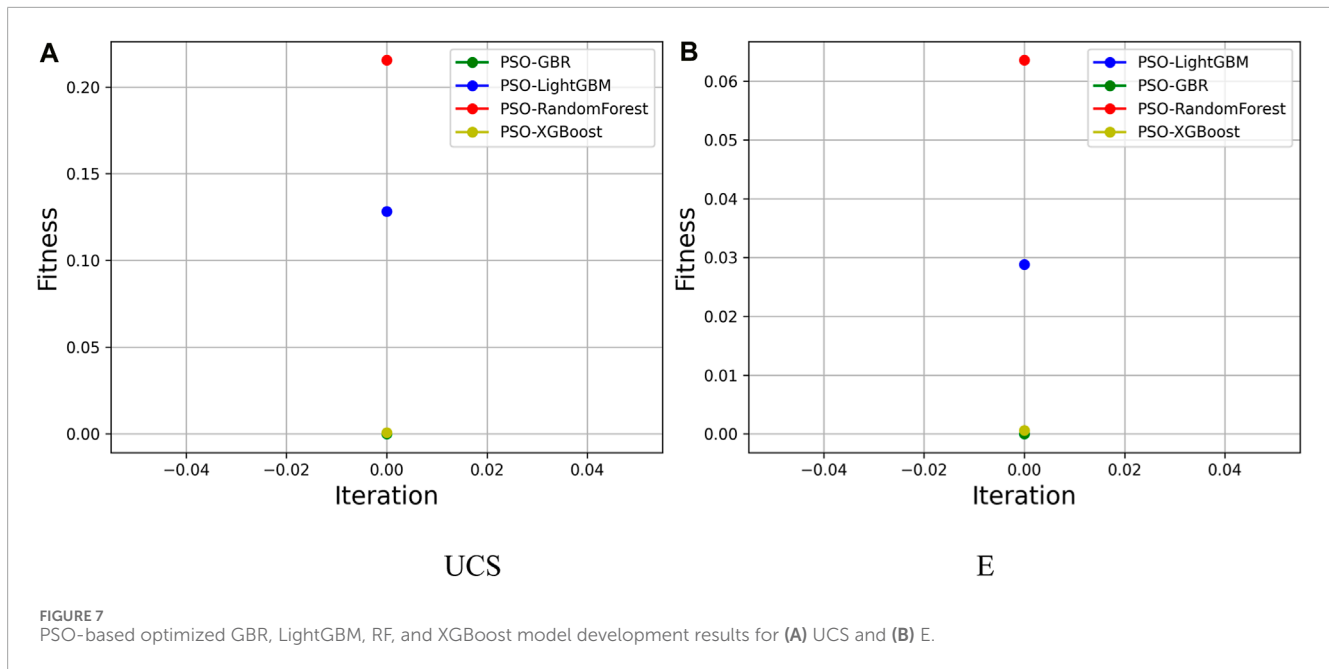 A
PSO-GBR
PSO-LightGBM
PSO-RandomForest
PSO-XGBoost
0.20
0.15
0.10
0.05
0.00
Fitness
−0.04 −0.02 0.00 0.02 0.04
Iteration
UCS
B
PSO-LightGBM
PSO-GBR
PSO-RandomForest
PSO-XGBoost
0.06
0.05
0.04
0.03
0.02
0.01
0.00
Fitness
−0.04 −0.02 0.00 0.02 0.04
Iteration
E
FIGURE 7
PSO-based optimized GBR, LightGBM, RF, and XGBoost model development results for (A) UCS and (B) E.